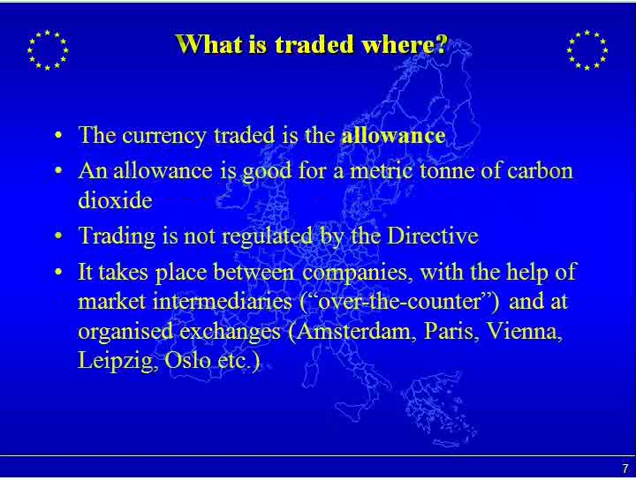 What is traded where?
• The currency traded is the allowance
• An allowance is good for a metric tonne of carbon
dioxide
• Trading is not regulated by the Directive
• It takes place between companies, with the help of
market intermediaries (“over-the-counter”) and at
organised exchanges (Amsterdam, Paris, Vienna,
Leipzig, Oslo etc.)
7